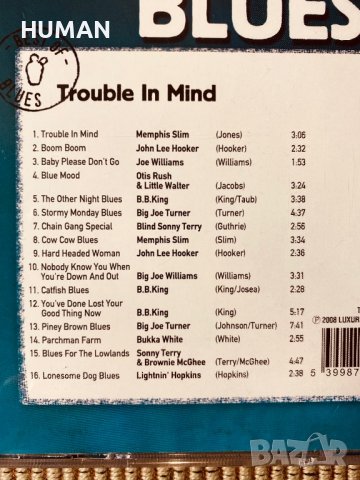 HUMAN
BLUES
BLUES
Trouble In Mind
1. Trouble In Mind Memphis Slim (Jones) 3:06
2. Boom Boom John Lee Hooker (Hooker) 2:32
3. Baby Please Don't Go Joe Williams (Williams) 1:53
4. Blue Mood Otis Rush
& Little Walter (Jacobs) 3:24
5. The Other Night Blues B.B.King (King/Taub) 3:38
6. Stormy Monday Blues Big Joe Turner (Turner) 4:37
7. Chain Gang Special Blind Sonny Terry (Guthrie) 2:56
8. Cow Cow Blues Memphis Slim (Slim) 3:34
9. Hard Headed Woman John Lee Hooker (Hooker) 2:36
10. Nobody Know You When
You're Down And Out Big Joe Williams (Williams) 3:31
11. Catfish Blues B.B.King (King/Josea) 2:28
12. You've Done Lost Your
Good Thing Now B.B.King (King) 5:17
13. Piney Brown Blues Big Joe Turner (Johnson/Turner) 7:41
14. Parchman Farm Bukka White (White) 2:55
15. Blues For The Lowlands Sonny Terry
& Brownie McGhee (Terry/McGhee) 4:47
16. Lonesome Dog Blues Lightnin' Hopkins (Hopkins) 2:38
℗ 2008 LUXUR
5 39987
BAZAR